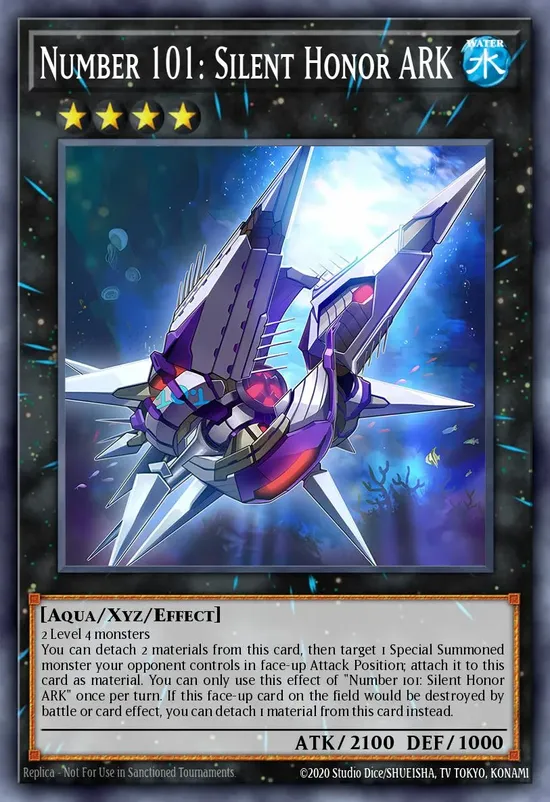 Number 101: Silent Honor ARK
WATER
水
[Aqua/Xyz/Effect]
2 Level 4 monsters
You can detach 2 materials from this card, then target 1 Special Summoned
monster your opponent controls in face-up Attack Position; attach it to this
card as material. You can only use this effect of "Number 101: Silent Honor
ARK" once per turn. If this face-up card on the field would be destroyed by
battle or card effect, you can detach 1 material from this card instead.
ATK/2100 DEF/1000
Replica - Not For Use in Sanctioned Tournaments.
©2020 Studio Dice/SHUEISHA, TV TOKYO, KONAMI